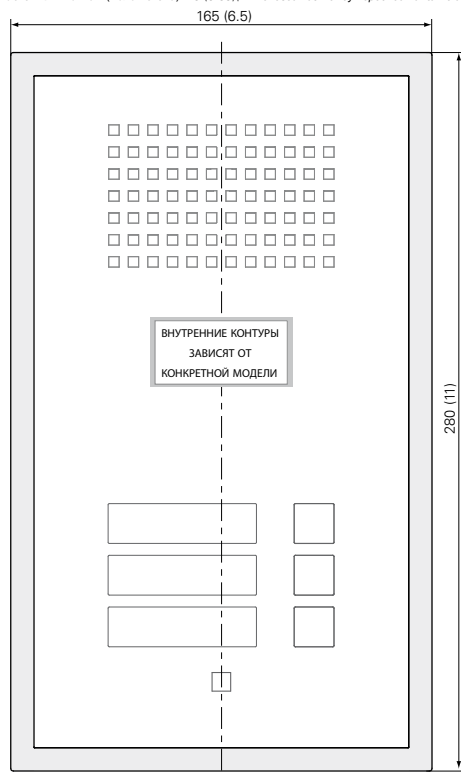 165 (6.5)
ВНУТРЕННИЕ КОНТУРЫ
ЗАВИСЯТ ОТ
КОНКРЕТНОЙ МОДЕЛИ
280 (11)